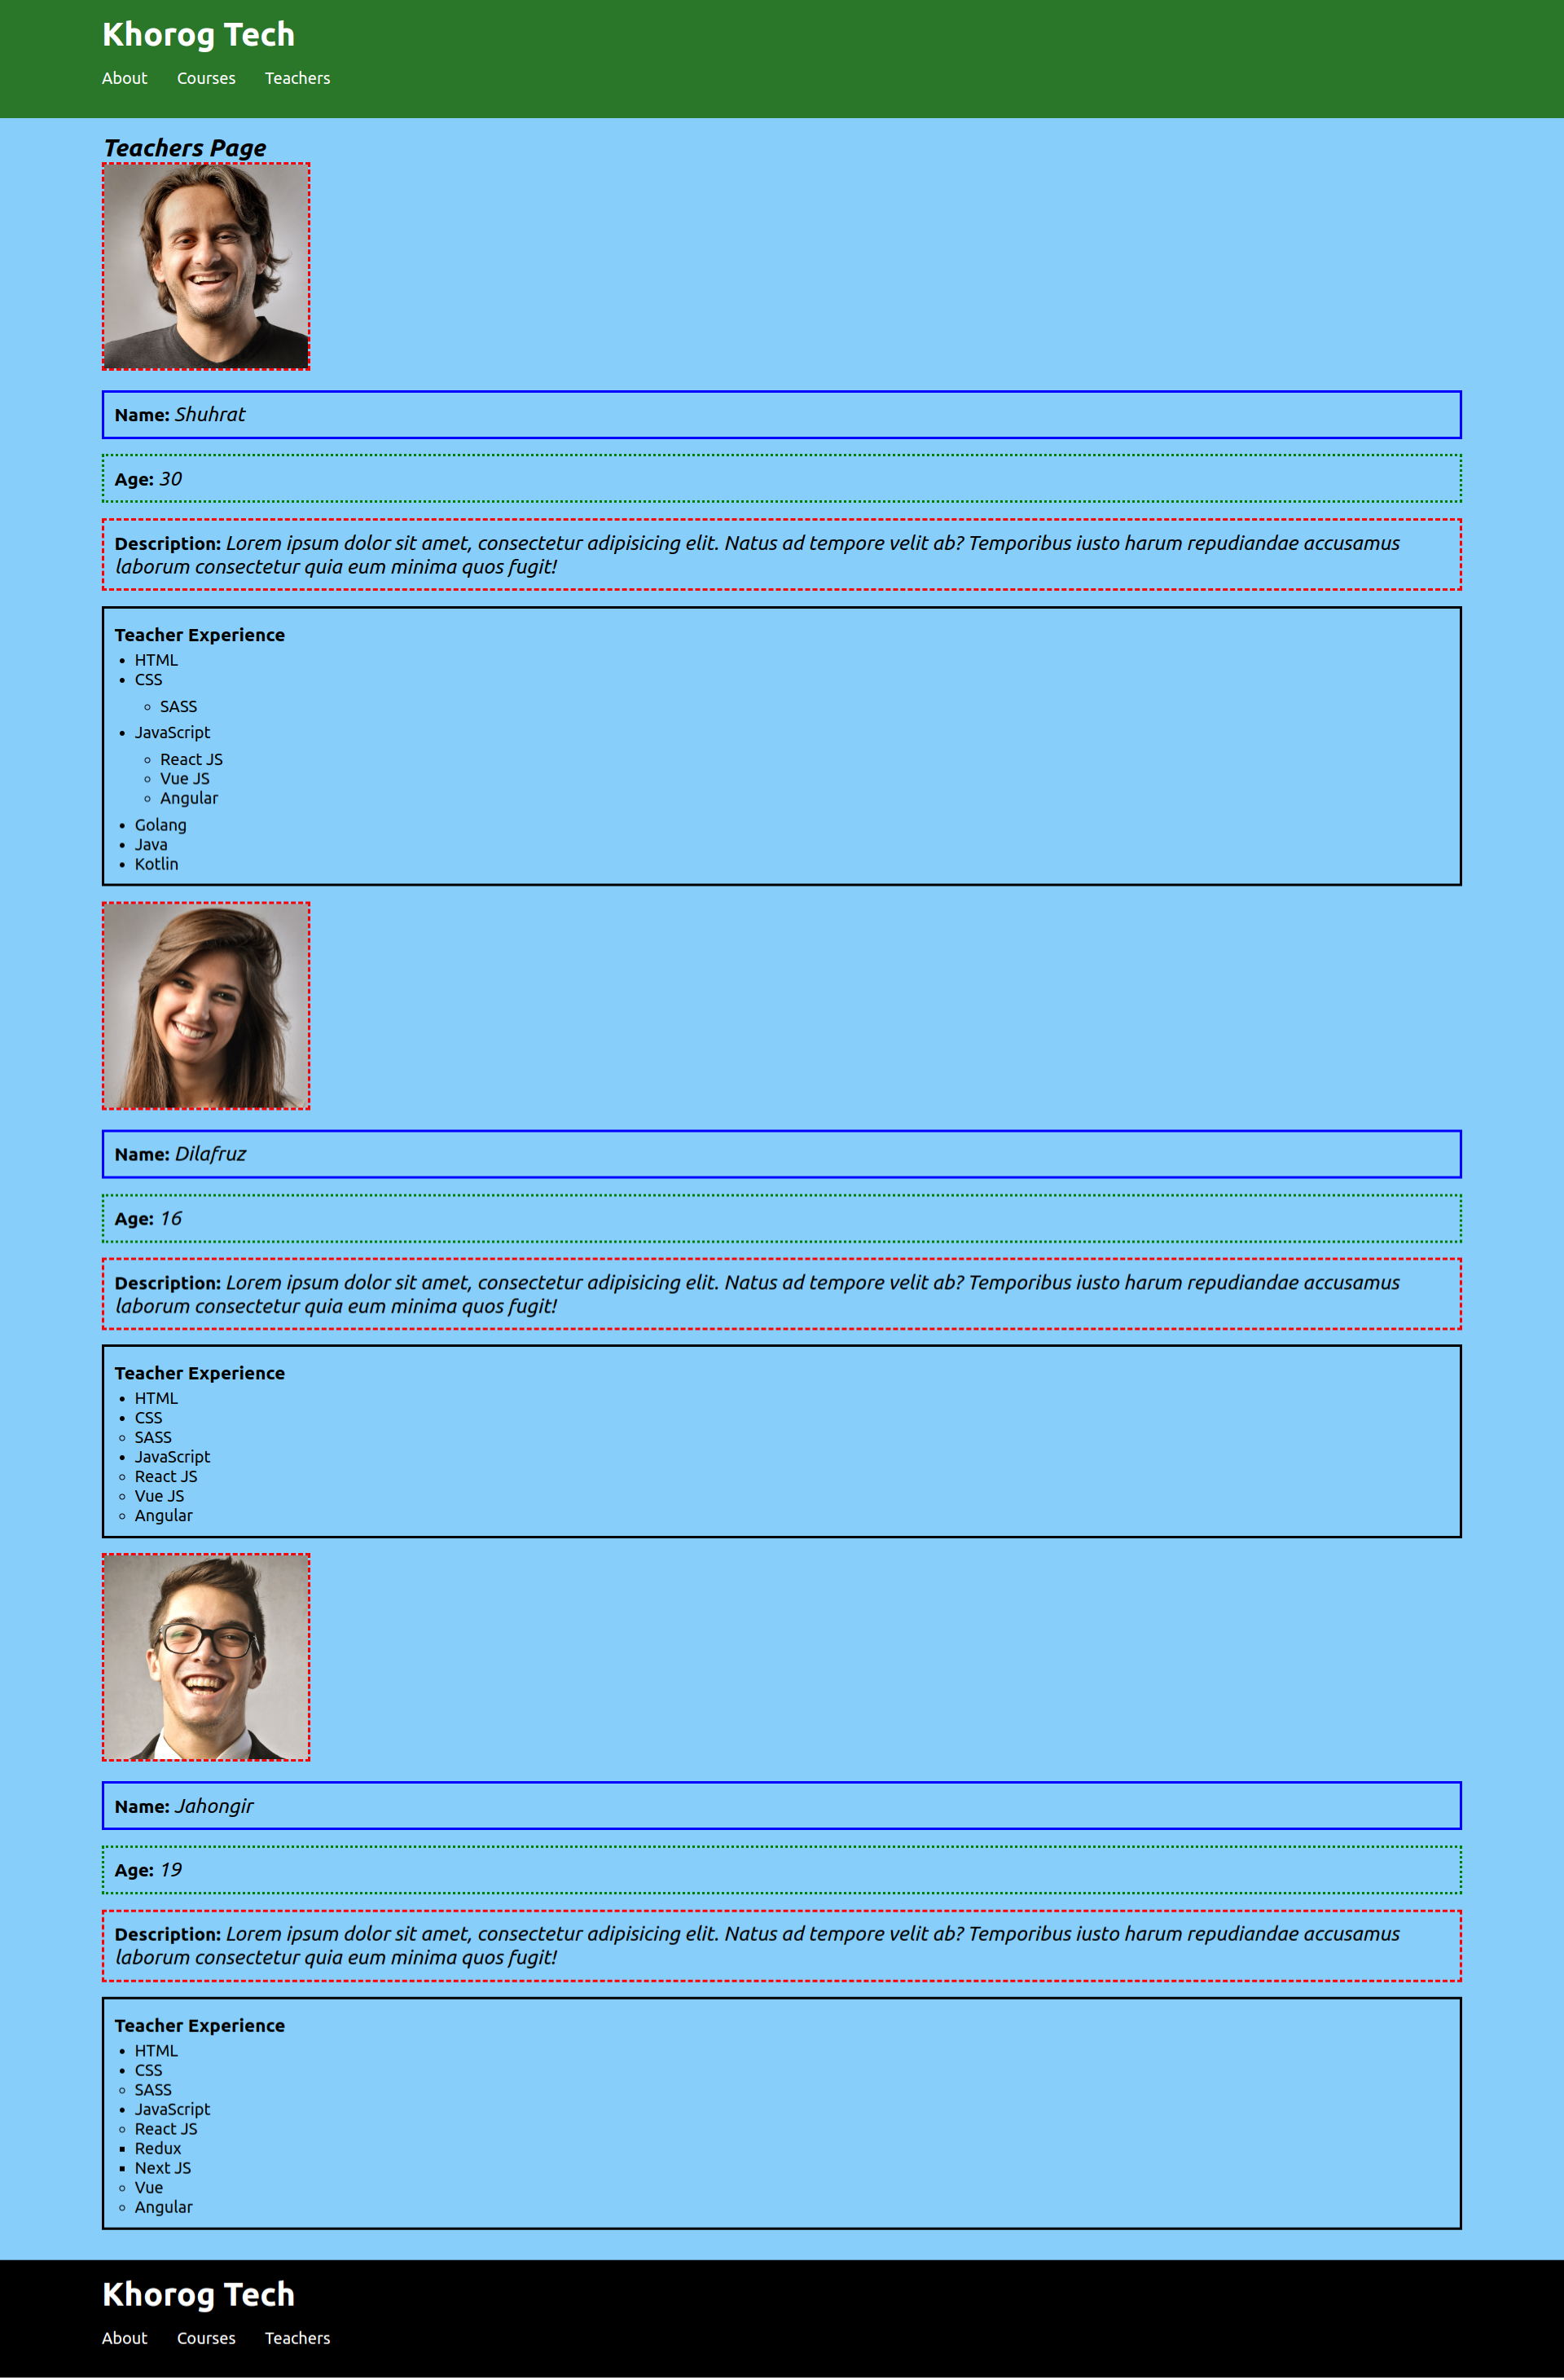 Khorog Tech
About Courses Teachers
Teachers Page
Name: Shuhrat
Age: 30
Description: Lorem ipsum dolor sit amet, consectetur adipisicing elit. Natus ad tempore velit ab? Temporibus iusto harum repudiandae accusamus
laborum consectetur quia eum minima quos fugit!
Teacher Experience
HTML
CSS
SASS
JavaScript
React JS
Vue JS
Angular
Golang
Java
Kotlin
Name: Dilafruz
Age: 16
Description: Lorem ipsum dolor sit amet, consectetur adipisicing elit. Natus ad tempore velit ab? Temporibus iusto harum repudiandae accusamus
laborum consectetur quia eum minima quos fugit!
Teacher Experience
HTML
CSS
SASS
JavaScript
React JS
Vue JS
Angular
Name: Jahongir
Age: 19
Description: Lorem ipsum dolor sit amet, consectetur adipisicing elit. Natus ad tempore velit ab? Temporibus iusto harum repudiandae accusamus
laborum consectetur quia eum minima quos fugit!
Teacher Experience
HTML
CSS
SASS
JavaScript
React JS
Redux
Next JS
Vue
Angular
Khorog Tech
About Courses Teachers